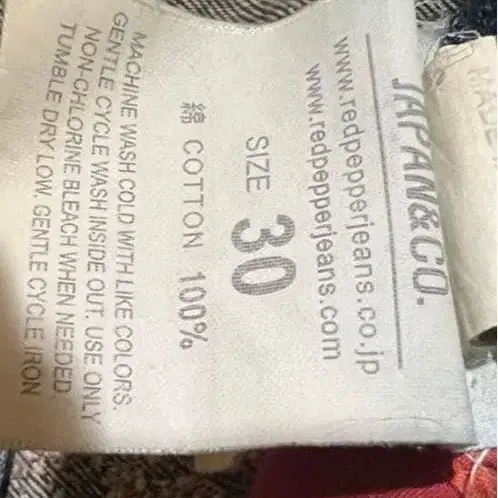 JAPAN&CO.
www.redpepperjeans.co.jp
www.redpepperjeans.com
SIZE 30
綿 COTTON 100%
MACHINE WASH COLD WITH LIKE COLORS.
GENTLE CYCLE WASH INSIDE OUT. USE ONLY
NON-CHLORINE BLEACH WHEN NEEDED.
TUMBLE DRY LOW. GENTLE CYCLE IRON
MADE